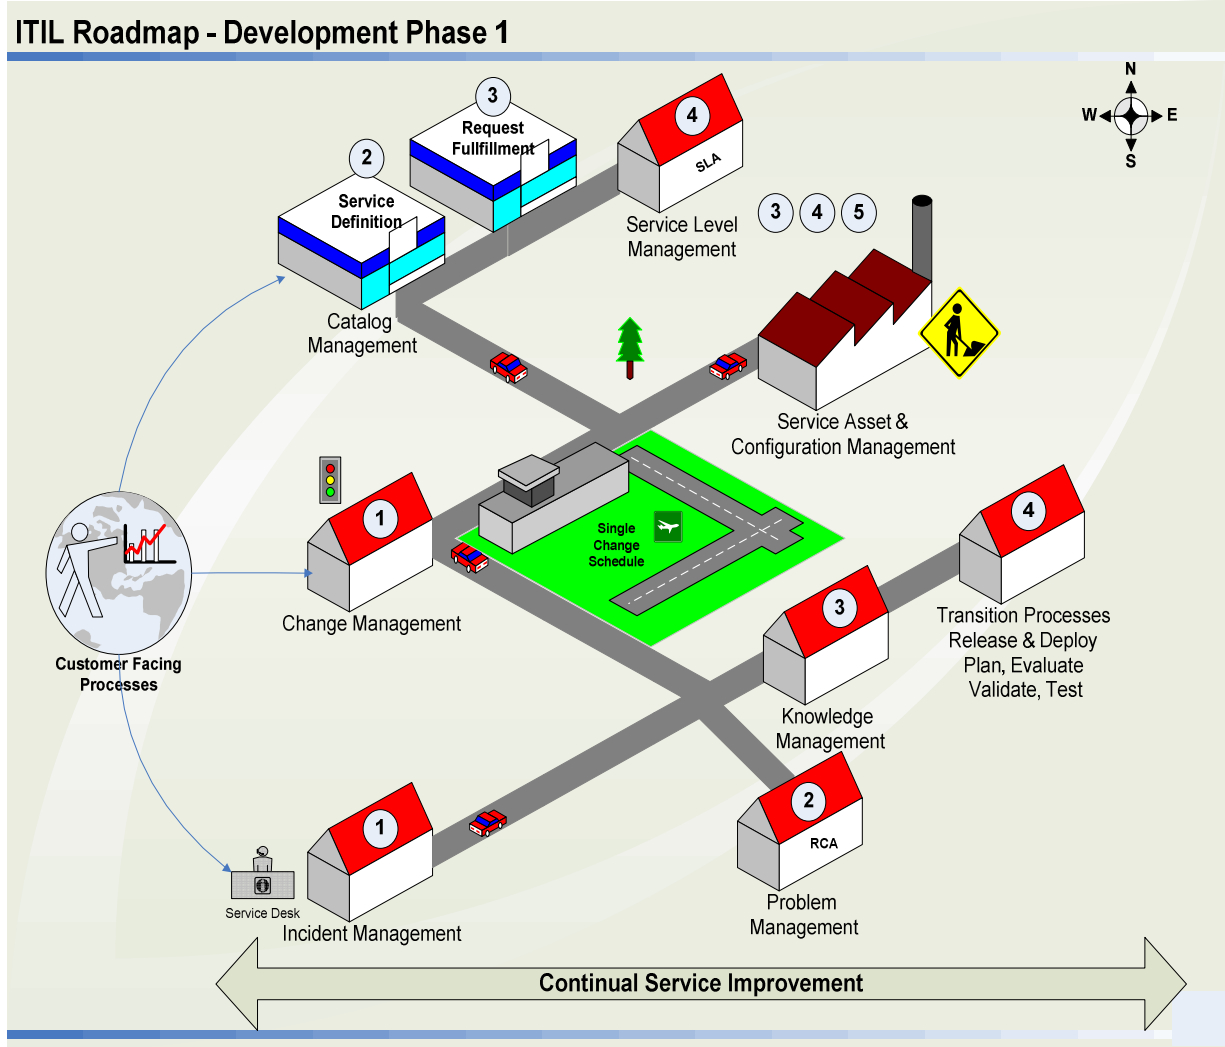 ITIL Roadmap - Development Phase 1
N
W
E
S
3
Request
Fullfillment
4
SLA
Service Level
Management
2
Service
Definition
Catalog
Management
3
4
5
Service Asset &
Configuration Management
1
Change Management
Single
Change
Schedule
4
Transition Processes
Release & Deploy
Plan, Evaluate
Validate, Test
3
Knowledge
Management
Customer Facing
Processes
2
RCA
Problem
Management
1
Service Desk
Incident Management
Continual Service Improvement